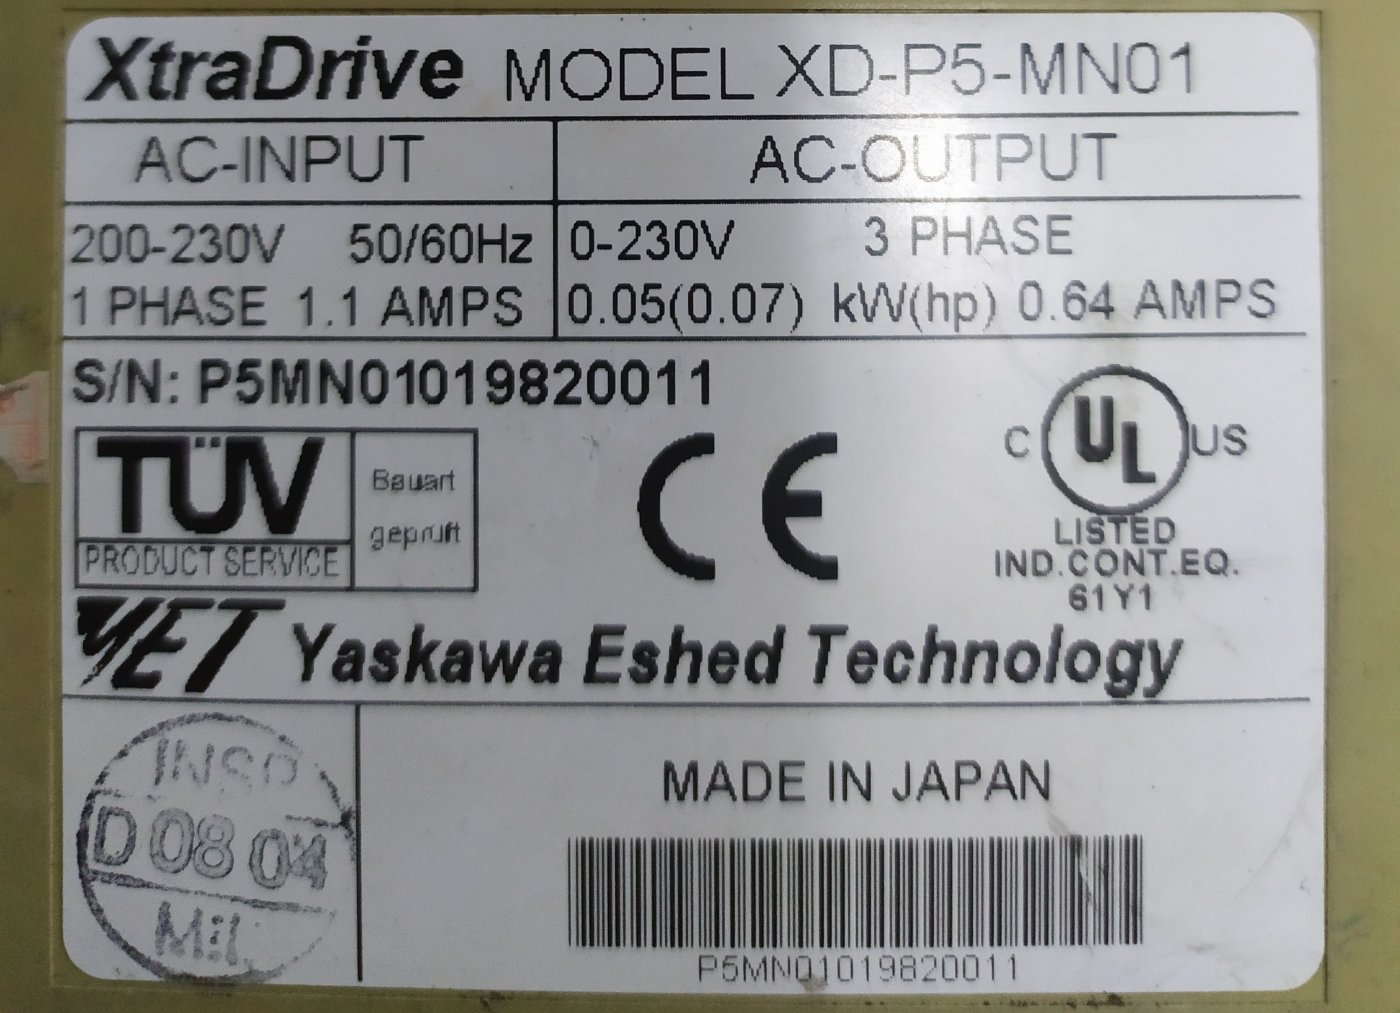 XtraDrive MODEL XD-P5-MN01
AC-INPUT
200-230V 50/60Hz
1 PHASE 1.1 AMPS
AC-OUTPUT
0-230V 3 PHASE
0.05(0.07) kW(hp) 0.64 AMPS
S/N: P5MN01019820011
TÜV
PRODUCT SERVICE
Bauart
geprüft
CE
C UL US
LISTED
IND.CONT.EQ.
61Y1
YET Yaskawa Eshed Technology
INSP
D 08 04
MADE IN JAPAN
P5MN01019820011